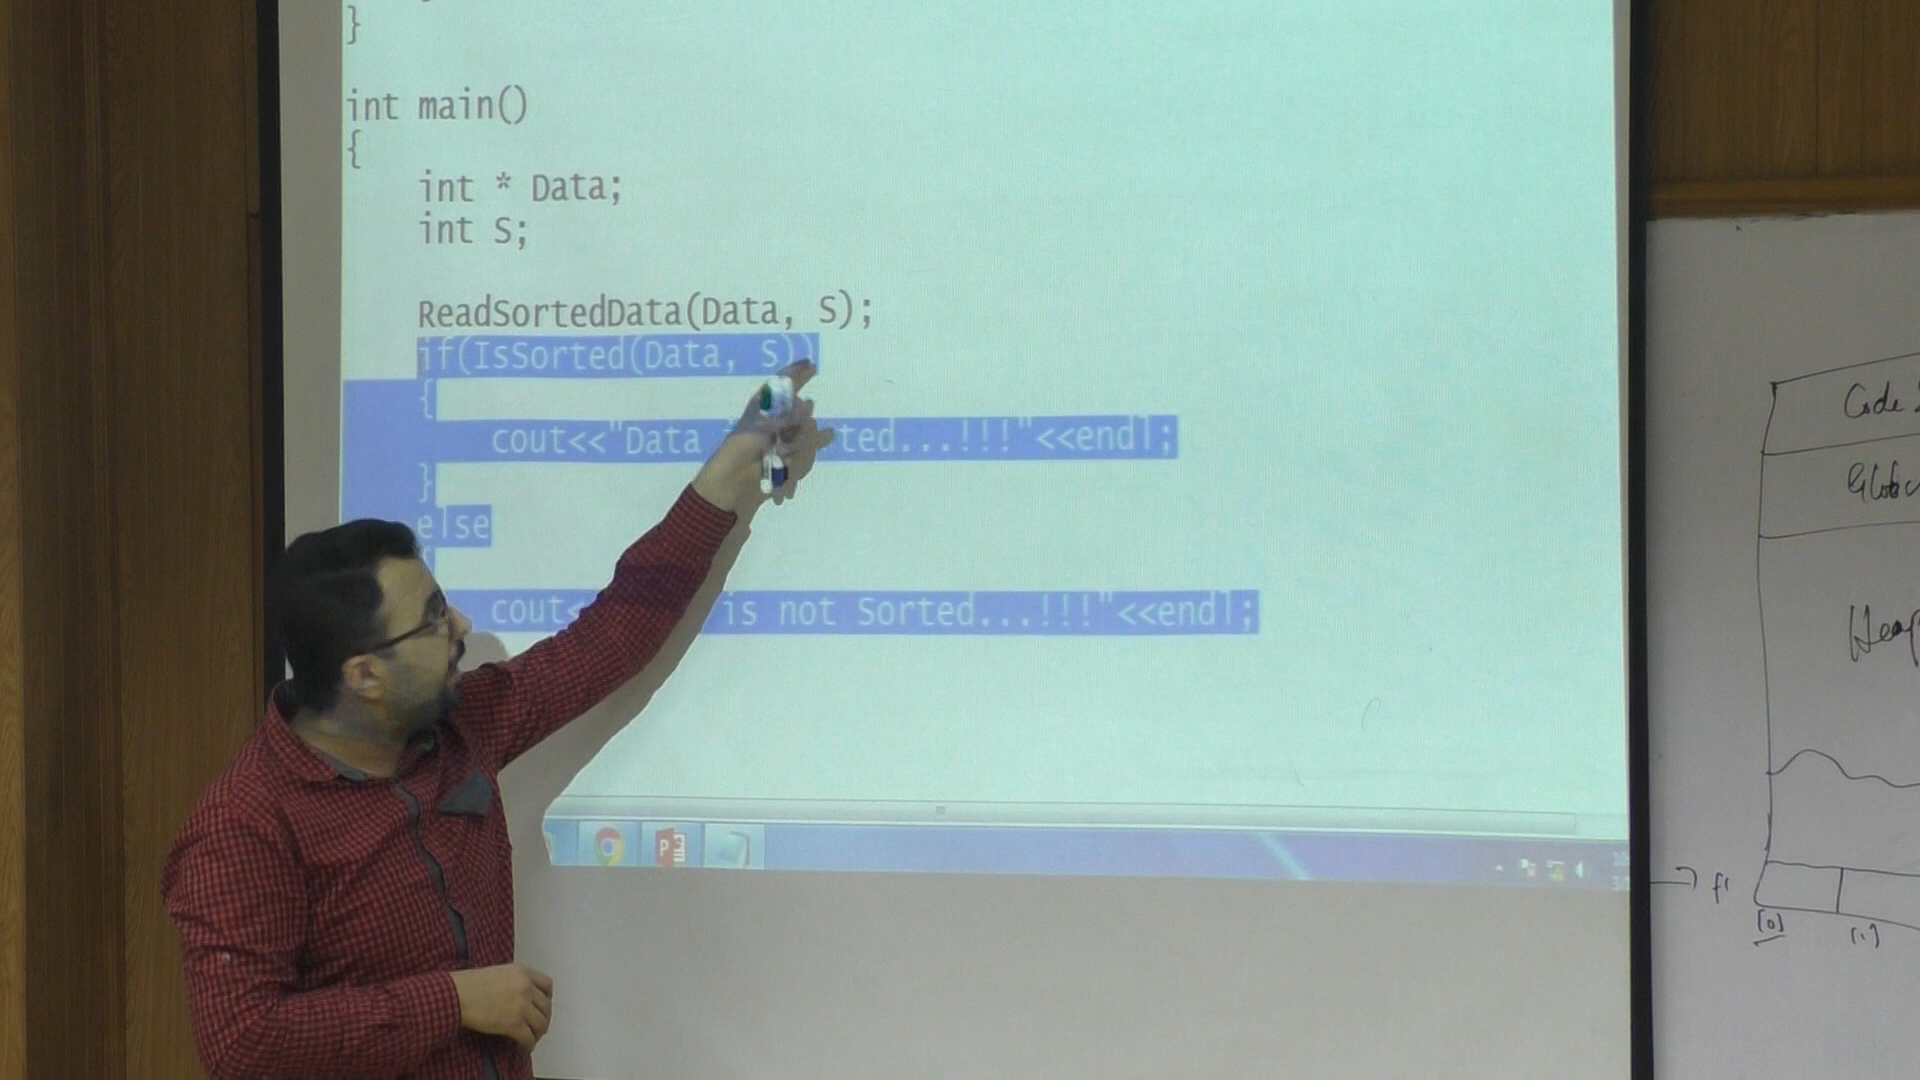 }
int main()
{
int * Data;
int S;
ReadSortedData(Data, S);
if(IsSorted(Data, S))
{
cout<<"Data
ted...!!!"<<endl;
}
else
{
cout<
is not Sorted...!!!"<<endl;
Code
Heap
[0]
[1]